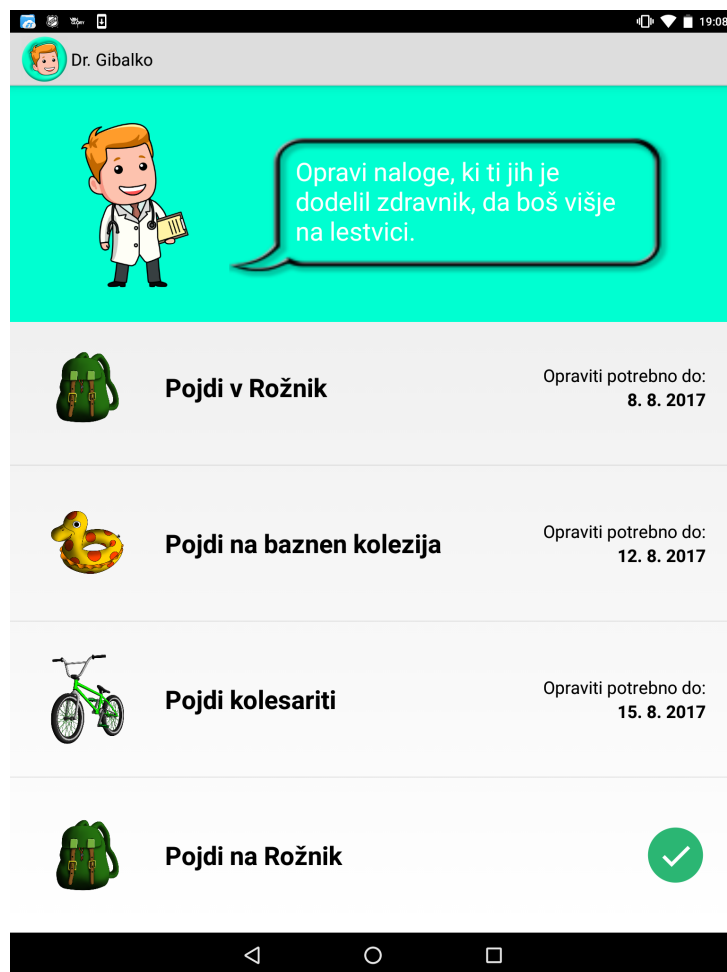 19:08
Dr. Gibalko
Opravi naloge, ki ti jih je
dodelil zdravnik, da boš višje
na lestvici.
Pojdi v Rožnik
Opraviti potrebno do:
8. 8. 2017
Pojdi na baznen kolezija
Opraviti potrebno do:
12. 8. 2017
Pojdi kolesariti
Opraviti potrebno do:
15. 8. 2017
Pojdi na Rožnik